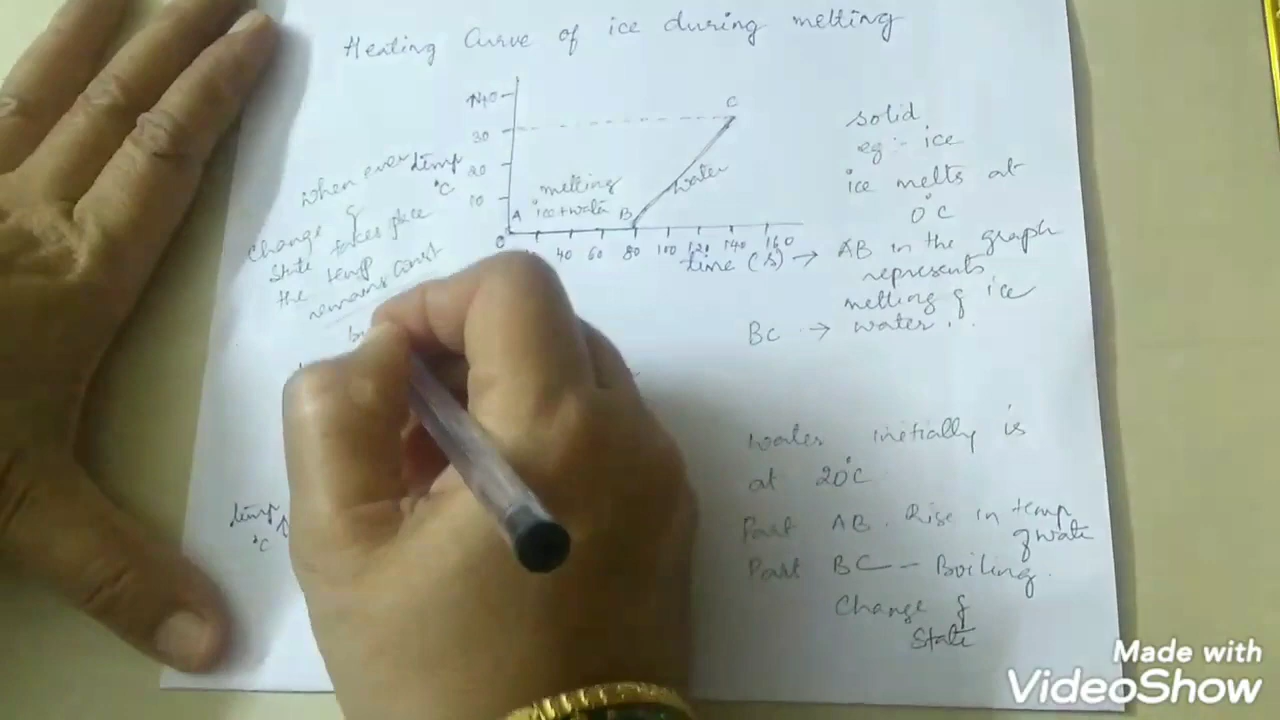 Heating Curve of ice during melting
40
30
20
10
temp
°C
A
melting
ice+water
B
water
C
0
40 60 80 100 120 140 160
time (s)
when ever
change of
state takes place
the temp
remains const
solid
eg:- ice
ice melts at
0°C
→ AB in the graph
represents
melting of ice
BC → water..
water initially is
at 20°C
Part AB. Rise in temp
of wate
Part BC – Boiling.
Change of
State
temp
°C
Made with
VideoShow